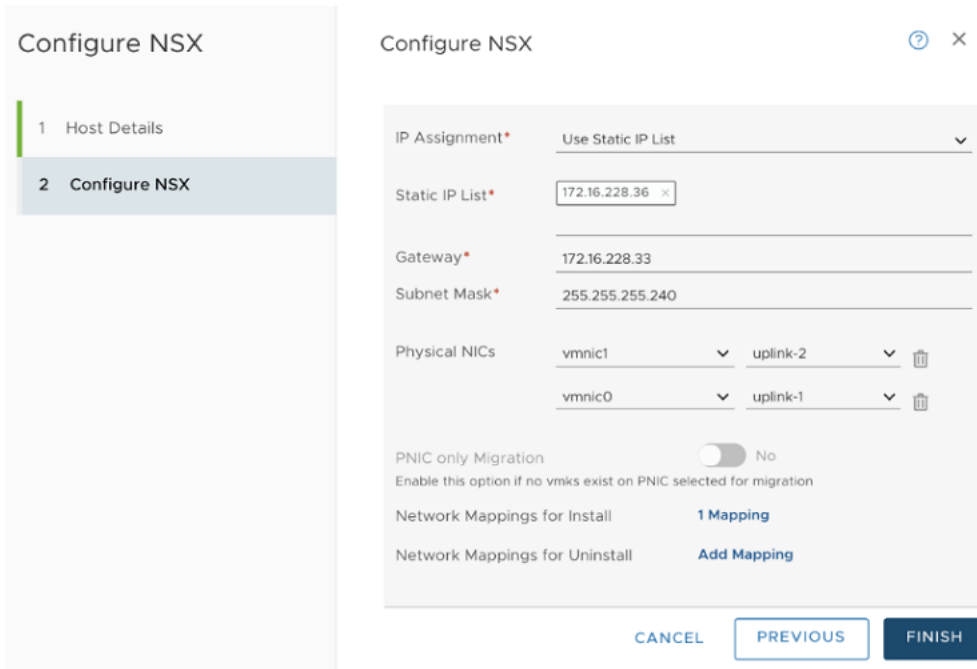 Configure NSX
1 Host Details
2 Configure NSX
Configure NSX
IP Assignment* Use Static IP List
Static IP List* 172.16.228.36 ×
Gateway* 172.16.228.33
Subnet Mask* 255.255.255.240
Physical NICs vmnic1 uplink-2
vmnic0 uplink-1
PNIC only Migration No
Enable this option if no vmks exist on PNIC selected for migration
Network Mappings for Install 1 Mapping
Network Mappings for Uninstall Add Mapping
CANCEL PREVIOUS FINISH